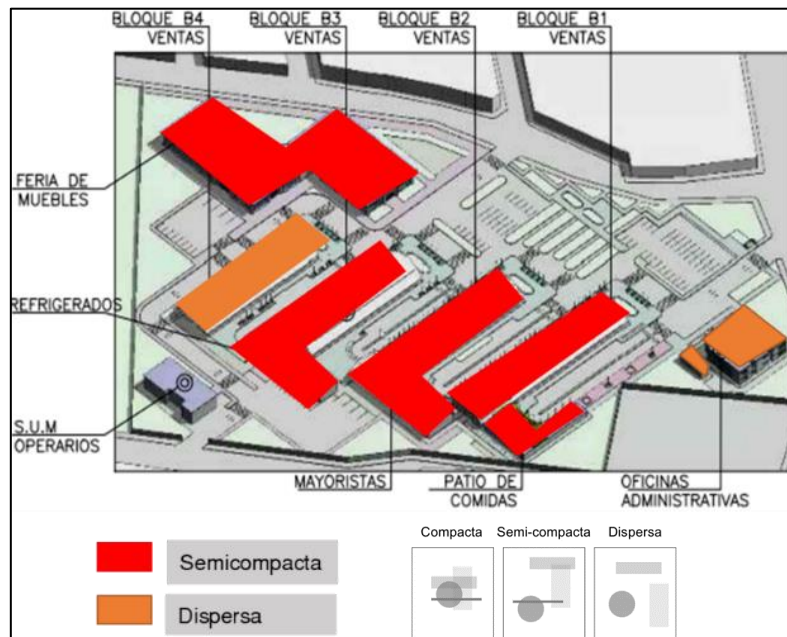 BLOQUE B4
VENTAS
BLOQUE B3
VENTAS
BLOQUE B2
VENTAS
BLOQUE B1
VENTAS
FERIA DE
MUEBLES
REFRIGERADOS
S.U.M
OPERARIOS
MAYORISTAS
PATIO DE
COMIDAS
OFICINAS
ADMINISTRATIVAS
Semicompacta
Dispersa
Compacta
Semi-compacta
Dispersa